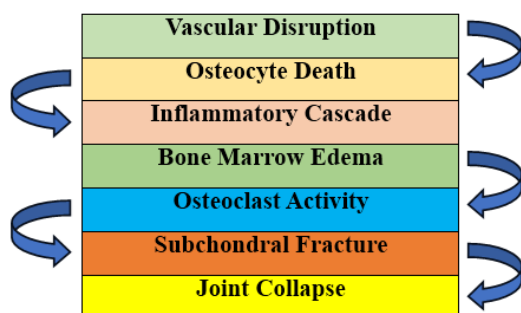 Vascular Disruption
Osteocyte Death
Inflammatory Cascade
Bone Marrow Edema
Osteoclast Activity
Subchondral Fracture
Joint Collapse